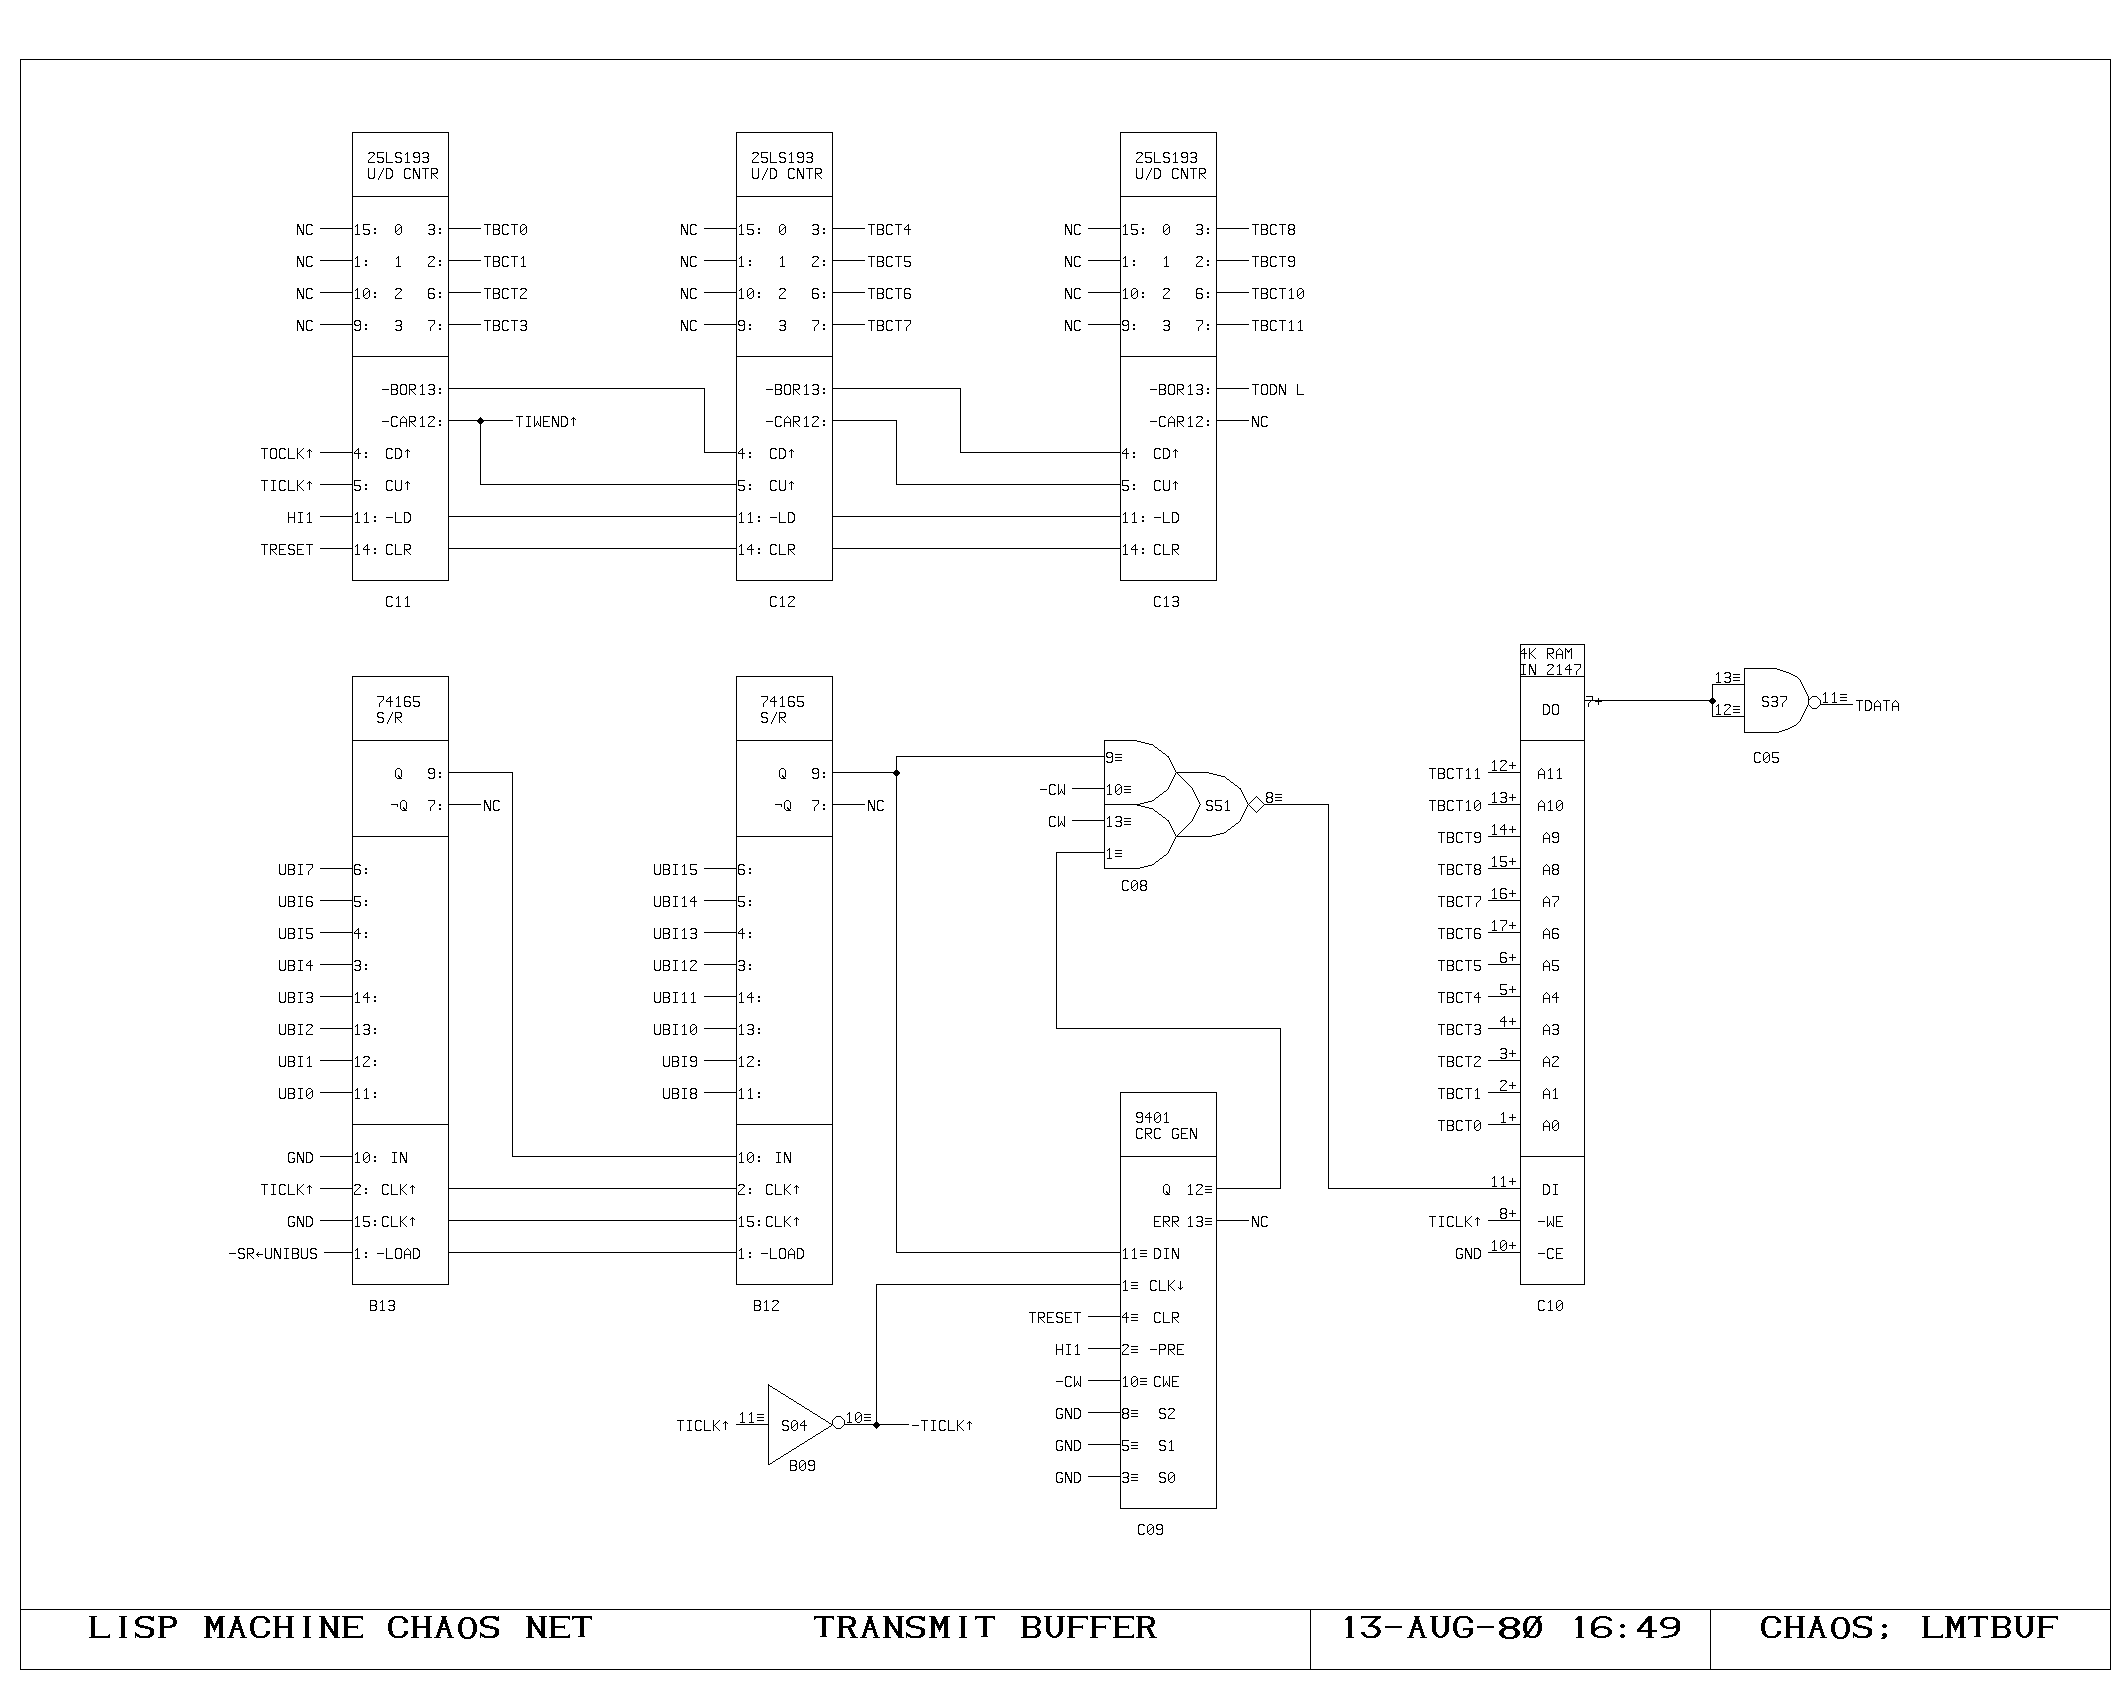 25LS193
U/D CNTR
NC 15: 0 3: TBCT0
NC 1: 1 2: TBCT1
NC 10: 2 6: TBCT2
NC 9: 3 7: TBCT3
-BOR13:
-CAR12: TIWEND↑
TOCLK↑ 4: CD↑
TICLK↑ 5: CU↑
HI1 11: -LD
TRESET 14: CLR
C11
25LS193
U/D CNTR
NC 15: 0 3: TBCT4
NC 1: 1 2: TBCT5
NC 10: 2 6: TBCT6
NC 9: 3 7: TBCT7
-BOR13:
-CAR12:
4: CD↑
5: CU↑
11: -LD
14: CLR
C12
25LS193
U/D CNTR
NC 15: 0 3: TBCT8
NC 1: 1 2: TBCT9
NC 10: 2 6: TBCT10
NC 9: 3 7: TBCT11
-BOR13: TODN L
-CAR12: NC
4: CD↑
5: CU↑
11: -LD
14: CLR
C13
74165
S/R
Q 9:
¬Q 7: NC
UBI7 6:
UBI6 5:
UBI5 4:
UBI4 3:
UBI3 14:
UBI2 13:
UBI1 12:
UBI0 11:
GND 10: IN
TICLK↑ 2: CLK↑
GND 15:CLK↑
-SR←UNIBUS 1: -LOAD
B13
74165
S/R
Q 9:
¬Q 7: NC
UBI15 6:
UBI14 5:
UBI13 4:
UBI12 3:
UBI11 14:
UBI10 13:
UBI9 12:
UBI8 11:
10: IN
2: CLK↑
15:CLK↑
1: -LOAD
B12
TICLK↑ 11≡ S04 10≡ -TICLK↑
B09
9≡
-CW 10≡
CW 13≡
1≡
S51 8≡
C08
9401
CRC GEN
Q 12≡
ERR 13≡ NC
11≡ DIN
1≡ CLK↓
TRESET 4≡ CLR
HI1 2≡ -PRE
-CW 10≡ CWE
GND 8≡ S2
GND 5≡ S1
GND 3≡ S0
C09
4K RAM
IN 2147
DO 7+
TBCT11 12+ A11
TBCT10 13+ A10
TBCT9 14+ A9
TBCT8 15+ A8
TBCT7 16+ A7
TBCT6 17+ A6
TBCT5 6+ A5
TBCT4 5+ A4
TBCT3 4+ A3
TBCT2 3+ A2
TBCT1 2+ A1
TBCT0 1+ A0
11+ DI
TICLK↑ 8+ -WE
GND 10+ -CE
C10
13≡
12≡
S37 11≡ TDATA
C05
LISP MACHINE CHAOS NET TRANSMIT BUFFER 13-AUG-80 16:49 CHAOS; LMTBUF